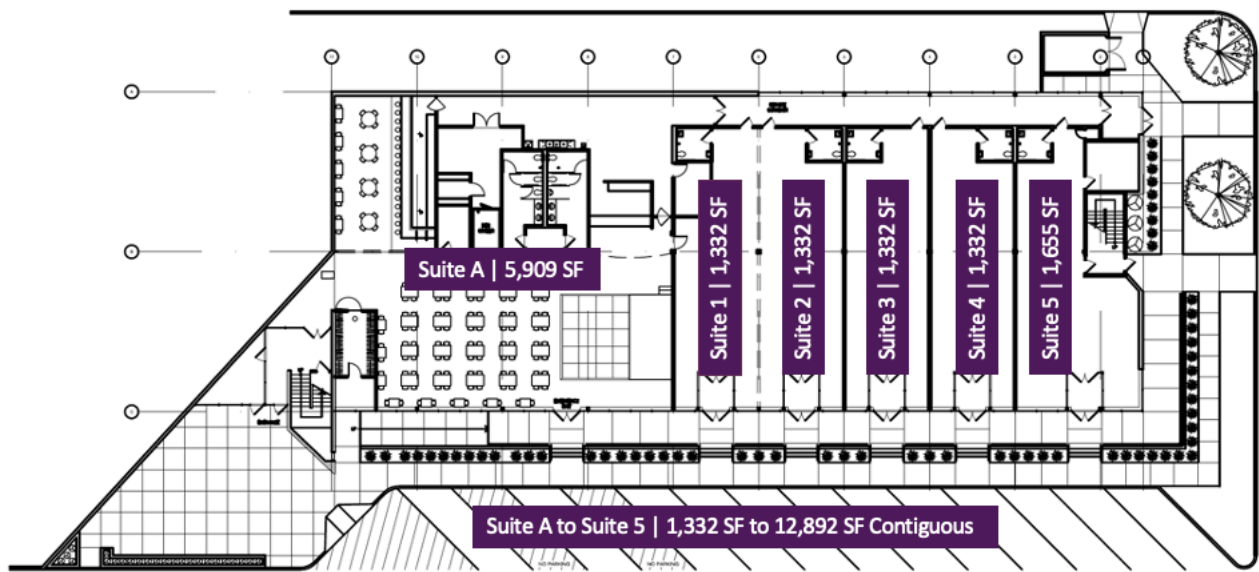 Suite A | 5,909 SF
Suite 1 | 1,332 SF
Suite 2 | 1,332 SF
Suite 3 | 1,332 SF
Suite 4 | 1,332 SF
Suite 5 | 1,655 SF
Suite A to Suite 5 | 1,332 SF to 12,892 SF Contiguous
NO PARKING
NO PARKING